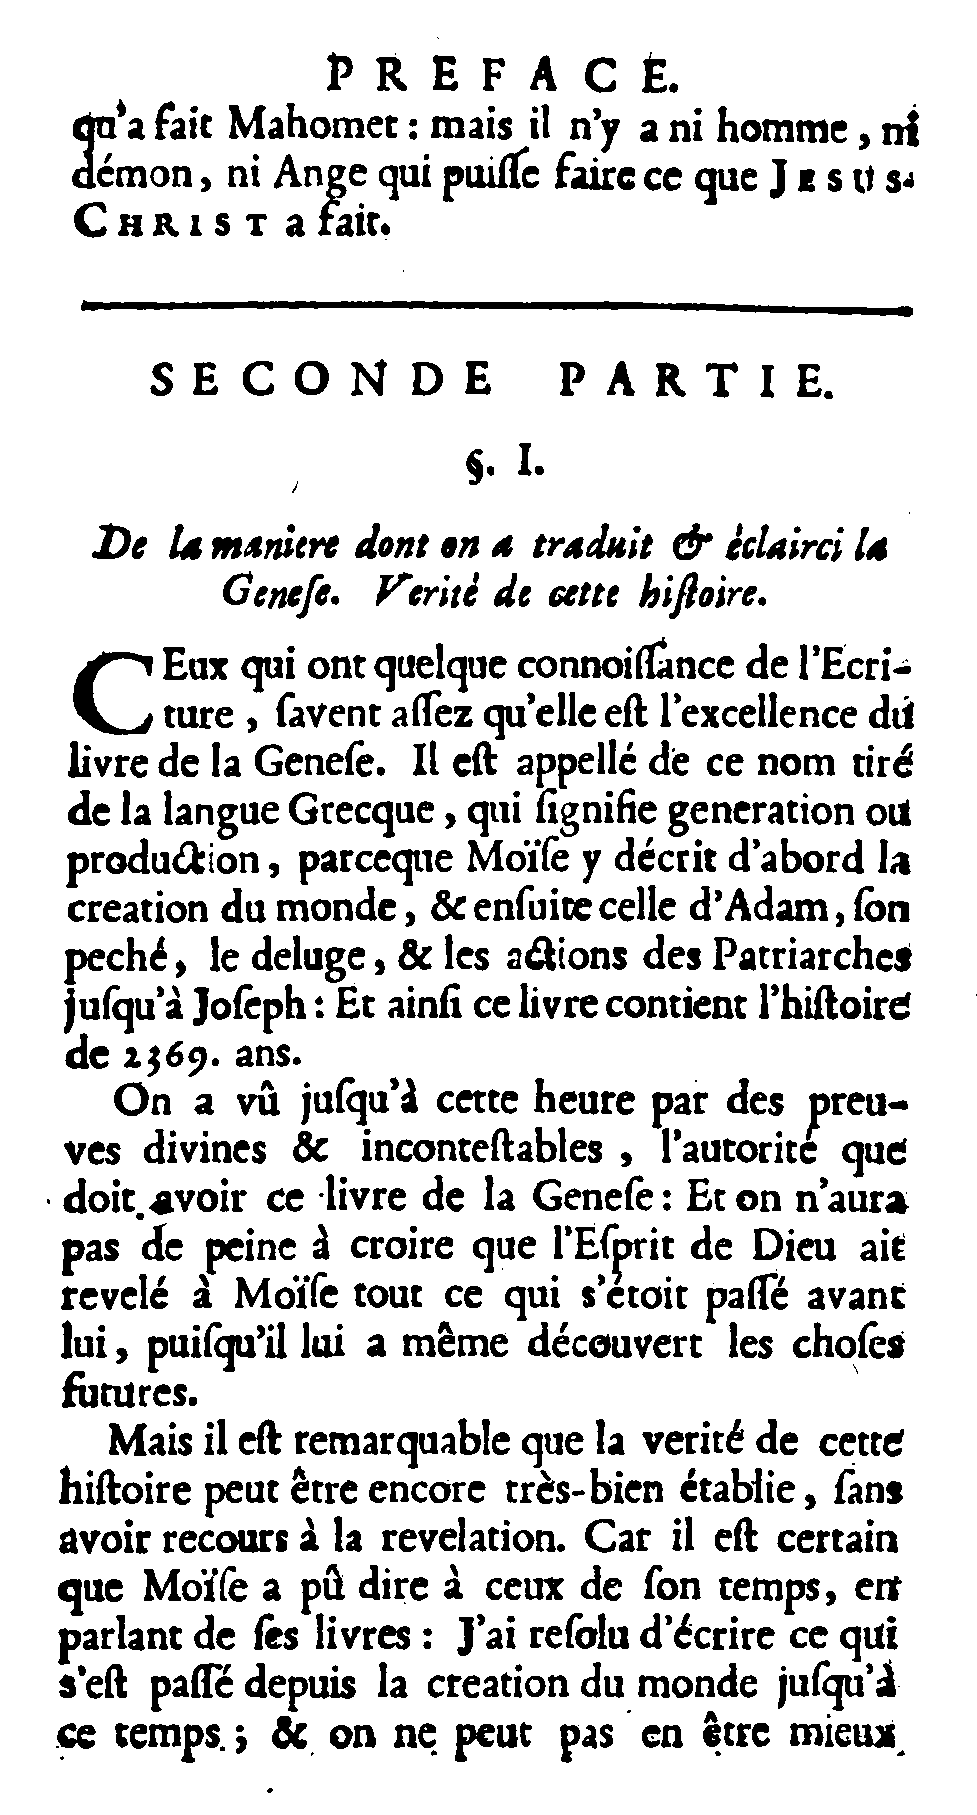 PREFACE.
qu'a fait Mahomet : mais il n'y a ni homme, ni
démon, ni Ange qui puiſſe faire ce que JESUS-
CHRIST a fait.
SECONDE PARTIE.
§. I.
De la maniere dont on a traduit & éclairci la
Geneſe. Verité de cette hiſtoire.
CEux qui ont quelque connoiſſance de l'Ecri-
ture, ſavent aſſez qu'elle eſt l'excellence du
livre de la Geneſe. Il eſt appellé de ce nom tiré
de la langue Grecque, qui ſignifie generation ou
production, parceque Moïſe y décrit d'abord la
creation du monde, & enſuite celle d'Adam, ſon
peché, le deluge, & les actions des Patriarches
juſqu'à Joſeph : Et ainſi ce livre contient l'hiſtoire
de 2369. ans.
On a vû juſqu'à cette heure par des preu-
ves divines & inconteſtables, l'autorité que
doit avoir ce livre de la Geneſe : Et on n'aura
pas de peine à croire que l'Eſprit de Dieu ait
revelé à Moïſe tout ce qui s'étoit paſſé avant
lui, puiſqu'il lui a même découvert les choſes
futures.
Mais il eſt remarquable que la verité de cette
hiſtoire peut être encore très-bien établie, ſans
avoir recours à la revelation. Car il eſt certain
que Moïſe a pû dire à ceux de ſon temps, en
parlant de ſes livres : J'ai reſolu d'écrire ce qui
s'eſt paſſé depuis la creation du monde juſqu'à
ce temps ; & on ne peut pas en être mieux